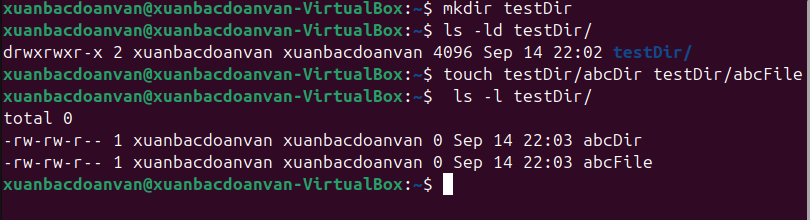 xuanbacdoanvan@xuanbacdoanvan-VirtualBox:~$ mkdir testDir
xuanbacdoanvan@xuanbacdoanvan-VirtualBox:~$ ls -ld testDir/
drwxrwxr-x 2 xuanbacdoanvan xuanbacdoanvan 4096 Sep 14 22:02 testDir/
xuanbacdoanvan@xuanbacdoanvan-VirtualBox:~$ touch testDir/abcDir testDir/abcFile
xuanbacdoanvan@xuanbacdoanvan-VirtualBox:~$  ls -l testDir/
total 0
-rw-rw-r-- 1 xuanbacdoanvan xuanbacdoanvan 0 Sep 14 22:03 abcDir
-rw-rw-r-- 1 xuanbacdoanvan xuanbacdoanvan 0 Sep 14 22:03 abcFile
xuanbacdoanvan@xuanbacdoanvan-VirtualBox:~$